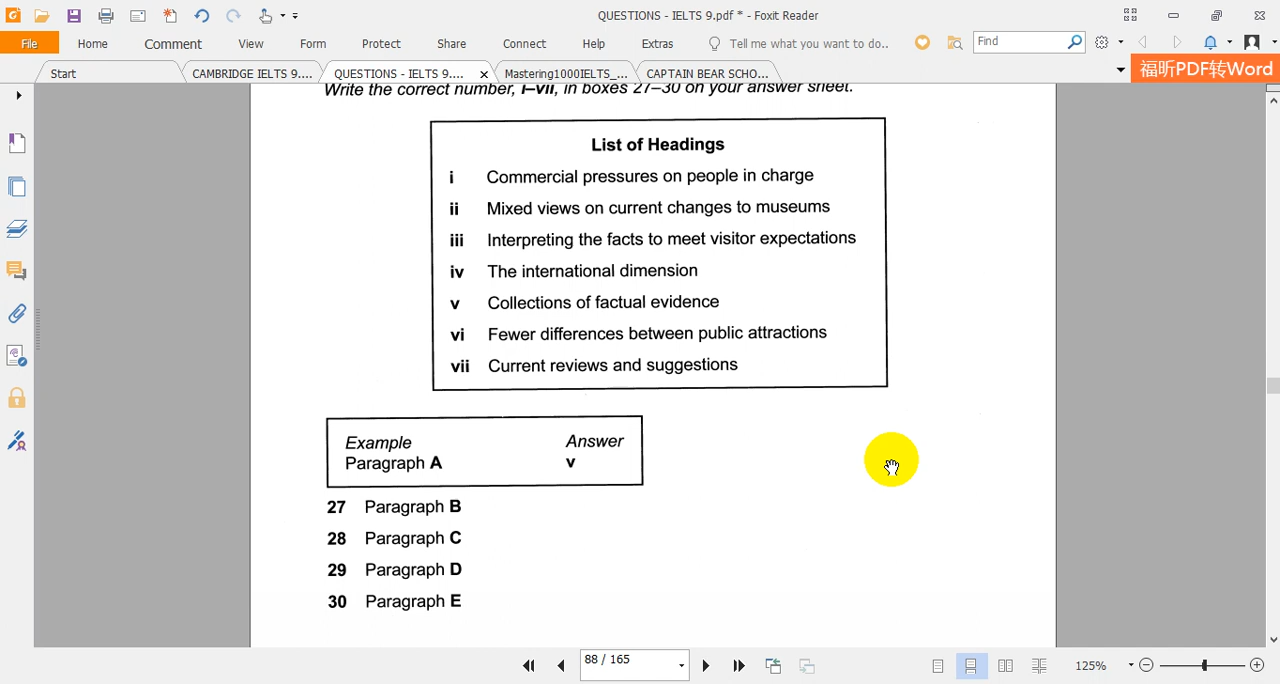 QUESTIONS - IELTS 9.pdf * - Foxit Reader
File Home Comment View Form Protect Share Connect Help Extras Tell me what you want to do.. Find
福昕PDF转Word
Start CAMBRIDGE IELTS 9.... QUESTIONS - IELTS 9.... Mastering1000IELTS_... CAPTAIN BEAR SCHO...
Write the correct number, i–vii, in boxes 27–30 on your answer sheet.
List of Headings
i Commercial pressures on people in charge
ii Mixed views on current changes to museums
iii Interpreting the facts to meet visitor expectations
iv The international dimension
v Collections of factual evidence
vi Fewer differences between public attractions
vii Current reviews and suggestions
Example Answer
Paragraph A v
27 Paragraph B
28 Paragraph C
29 Paragraph D
30 Paragraph E
88 / 165
125%